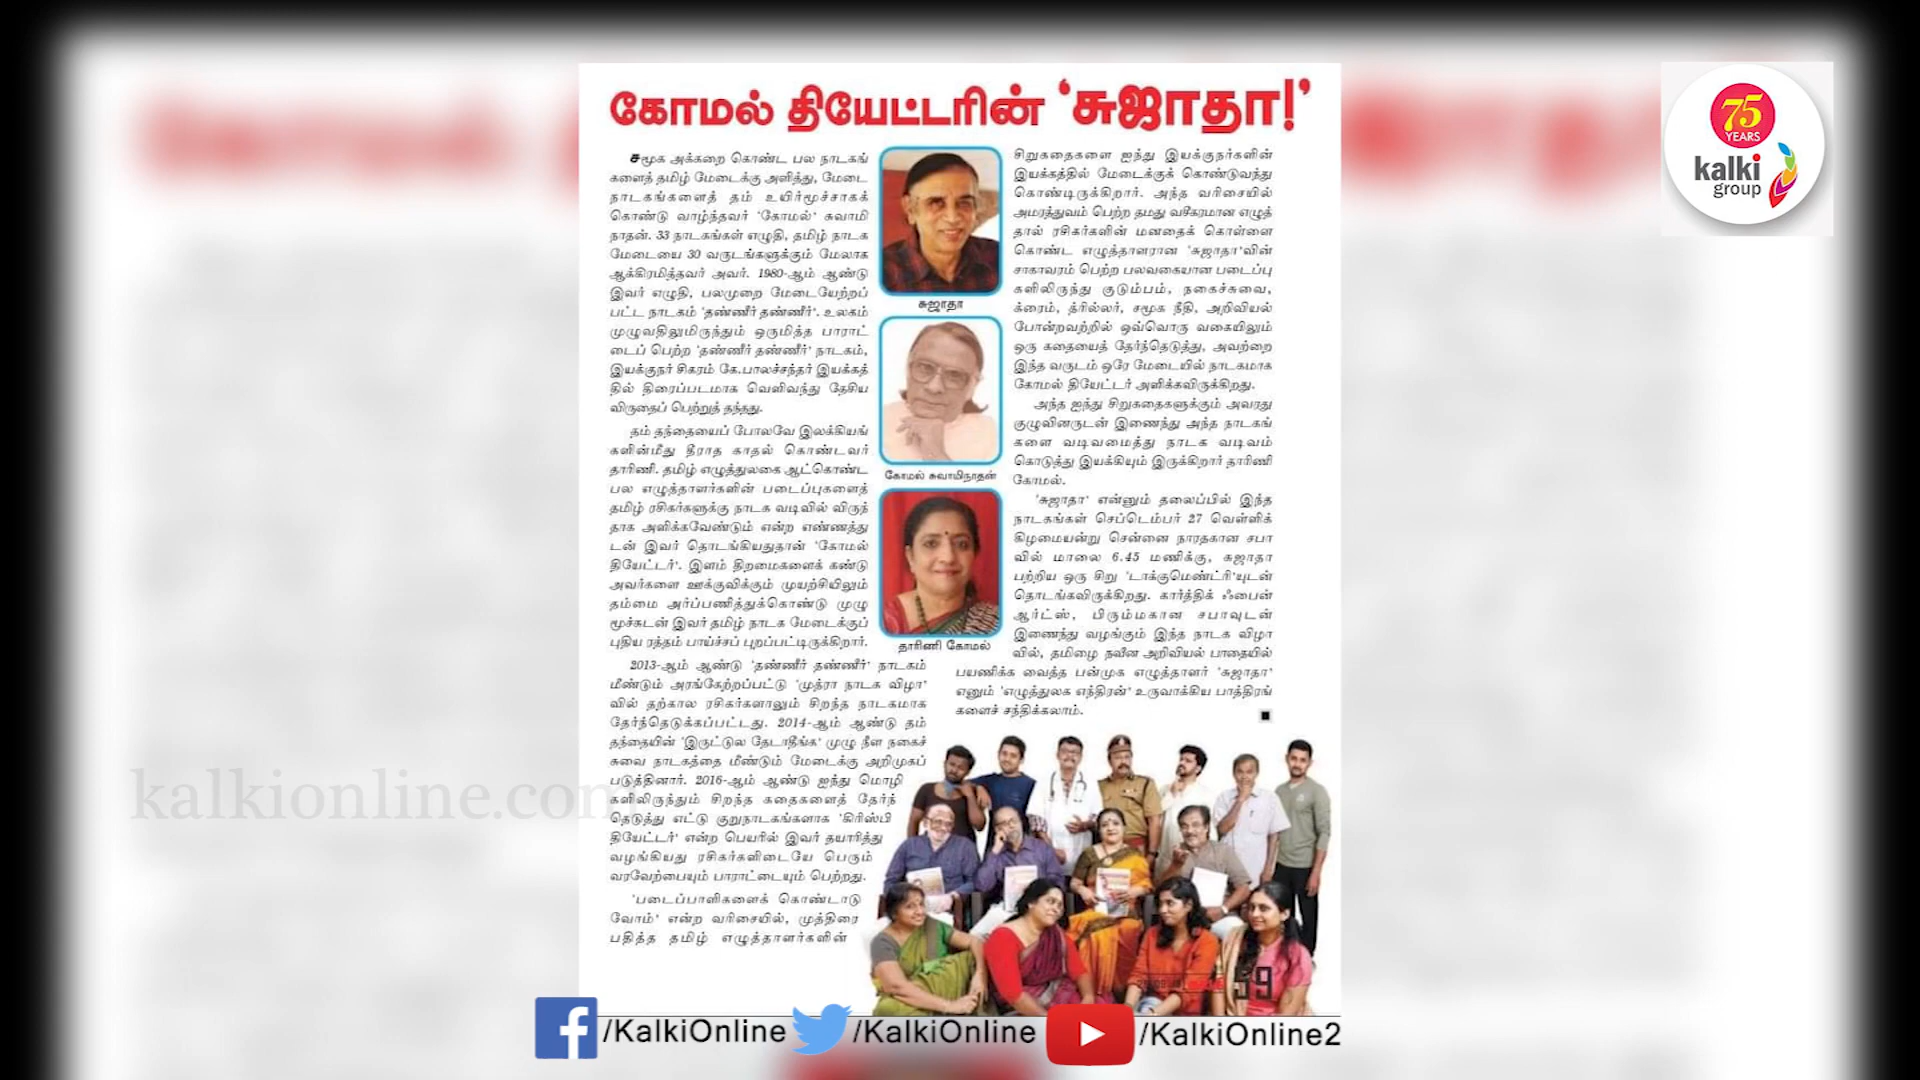 கோமல் தியேட்டரின் ‘சுஜாதா!’
சமூக அக்கறை கொண்ட பல நாடகங்
களைத் தமிழ் மேடைக்கு அளித்து, மேடை
நாடகங்களைத் தம் உயிர்மூச்சாகக்
கொண்டு வாழ்ந்தவர் ‘கோமல்’ சுவாமி
நாதன். 33 நாடகங்கள் எழுதி, தமிழ் நாடக
மேடையை 30 வருடங்களுக்கும் மேலாக
ஆக்கிரமித்தவர் அவர். 1980-ஆம் ஆண்டு
இவர் எழுதி, பலமுறை மேடையேற்றப்
பட்ட நாடகம் ‘தண்ணீர் தண்ணீர்’. உலகம்
முழுவதிலுமிருந்தும் ஒருமித்த பாராட்
டைப் பெற்ற ‘தண்ணீர் தண்ணீர்’ நாடகம்,
இயக்குநர் சிகரம் கே.பாலச்சந்தர் இயக்கத்
தில் திரைப்படமாக வெளிவந்து தேசிய
விருதைப் பெற்றுத் தந்தது.
தம் தந்தையைப் போலவே இலக்கியங்
களின்மீது தீராத காதல் கொண்டவர்
தாரிணி. தமிழ் எழுத்துலகை ஆட்கொண்ட
பல எழுத்தாளர்களின் படைப்புகளைத்
தமிழ் ரசிகர்களுக்கு நாடக வடிவில் விருந்
தாக அளிக்கவேண்டும் என்ற எண்ணத்து
டன் இவர் தொடங்கியதுதான் ‘கோமல்
தியேட்டர்’. இளம் திறமைகளைக் கண்டு
அவர்களை ஊக்குவிக்கும் முயற்சியிலும்
தம்மை அர்ப்பணித்துக்கொண்டு முழு
மூச்சுடன் இவர் தமிழ் நாடக மேடைக்குப்
புதிய ரத்தம் பாய்ச்சப் புறப்பட்டிருக்கிறார்.
2013-ஆம் ஆண்டு ‘தண்ணீர் தண்ணீர்’ நாடகம்
மீண்டும் அரங்கேற்றப்பட்டு ‘முத்ரா நாடக விழா’
வில் தற்கால ரசிகர்களாலும் சிறந்த நாடகமாக
தேர்ந்தெடுக்கப்பட்டது. 2014-ஆம் ஆண்டு தம்
தந்தையின் ‘இருட்டுல தேடாதீங்க’ முழு நீள நகைச்
சுவை நாடகத்தை மீண்டும் மேடைக்கு அறிமுகப்
படுத்தினார். 2016-ஆம் ஆண்டு ஐந்து மொழி
களிலிருந்தும் சிறந்த கதைகளைத் தேர்ந்
தெடுத்து எட்டு குறுநாடகங்களாக ‘கிரிஸ்பி
தியேட்டர்’ என்ற பெயரில் இவர் தயாரித்து
வழங்கியது ரசிகர்களிடையே பெரும்
வரவேற்பையும் பாராட்டையும் பெற்றது.
‘படைப்பாளிகளைக் கொண்டாடு
வோம்’ என்ற வரிசையில், முத்திரை
பதித்த தமிழ் எழுத்தாளர்களின்
சுஜாதா
கோமல் சுவாமிநாதன்
தாரிணி கோமல்
சிறுகதைகளை ஐந்து இயக்குநர்களின்
இயக்கத்தில் மேடைக்குக் கொண்டுவந்து
கொண்டிருக்கிறார். அந்த வரிசையில்
அமரத்துவம் பெற்ற தமது வசீகரமான எழுத்
தால் ரசிகர்களின் மனதைக் கொள்ளை
கொண்ட எழுத்தாளரான ‘சுஜாதா’வின்
சாகாவரம் பெற்ற பலவகையான படைப்பு
களிலிருந்து குடும்பம், நகைச்சுவை,
க்ரைம், த்ரில்லர், சமூக நீதி, அறிவியல்
போன்றவற்றில் ஒவ்வொரு வகையிலும்
ஒரு கதையைத் தேர்ந்தெடுத்து, அவற்றை
இந்த வருடம் ஒரே மேடையில் நாடகமாக
கோமல் தியேட்டர் அளிக்கவிருக்கிறது.
அந்த ஐந்து சிறுகதைகளுக்கும் அவரது
குழுவினருடன் இணைந்து அந்த நாடகங்
களை வடிவமைத்து நாடக வடிவம்
கொடுத்து இயக்கியும் இருக்கிறார் தாரிணி
கோமல்.
‘சுஜாதா’ என்னும் தலைப்பில் இந்த
நாடகங்கள் செப்டெம்பர் 27 வெள்ளிக்
கிழமையன்று சென்னை நாரதகான சபா
வில் மாலை 6.45 மணிக்கு, சுஜாதா
பற்றிய ஒரு சிறு ‘டாக்குமெண்ட்ரி’யுடன்
தொடங்கவிருக்கிறது. கார்த்திக் ஃபைன்
ஆர்ட்ஸ், பிரும்மகான சபாவுடன்
இணைந்து வழங்கும் இந்த நாடக விழா
வில், தமிழை நவீன அறிவியல் பாதையில்
பயணிக்க வைத்த பன்முக எழுத்தாளர் ‘சுஜாதா’
எனும் ‘எழுத்துலக எந்திரன்’ உருவாக்கிய பாத்திரங்
களைச் சந்திக்கலாம்.
59
75
YEARS
kalki
group
kalkionline.com
/KalkiOnline /KalkiOnline /KalkiOnline2